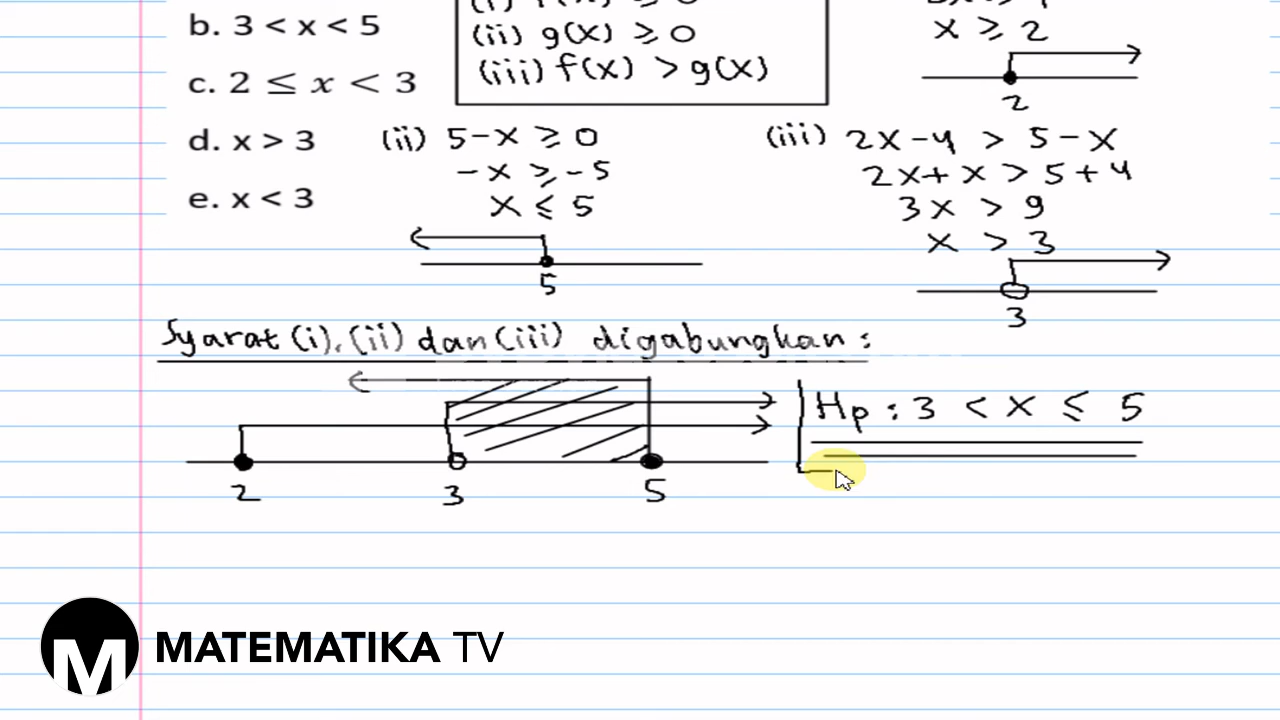 b. 3 < x < 5
c. 2 ≤ x < 3
d. x > 3
e. x < 3
(ii) g(x) ≥ 0
(iii) f(x) > g(x)
x ≥ 2
2
(ii) 5-x ≥ 0
-x ≥ -5
x ≤ 5
5
(iii) 2x-4 > 5-x
2x+x > 5+4
3x > 9
x > 3
3
Syarat (i), (ii) dan (iii) digabungkan :
2 3 5
Hp : 3 < x ≤ 5
M MATEMATIKA TV